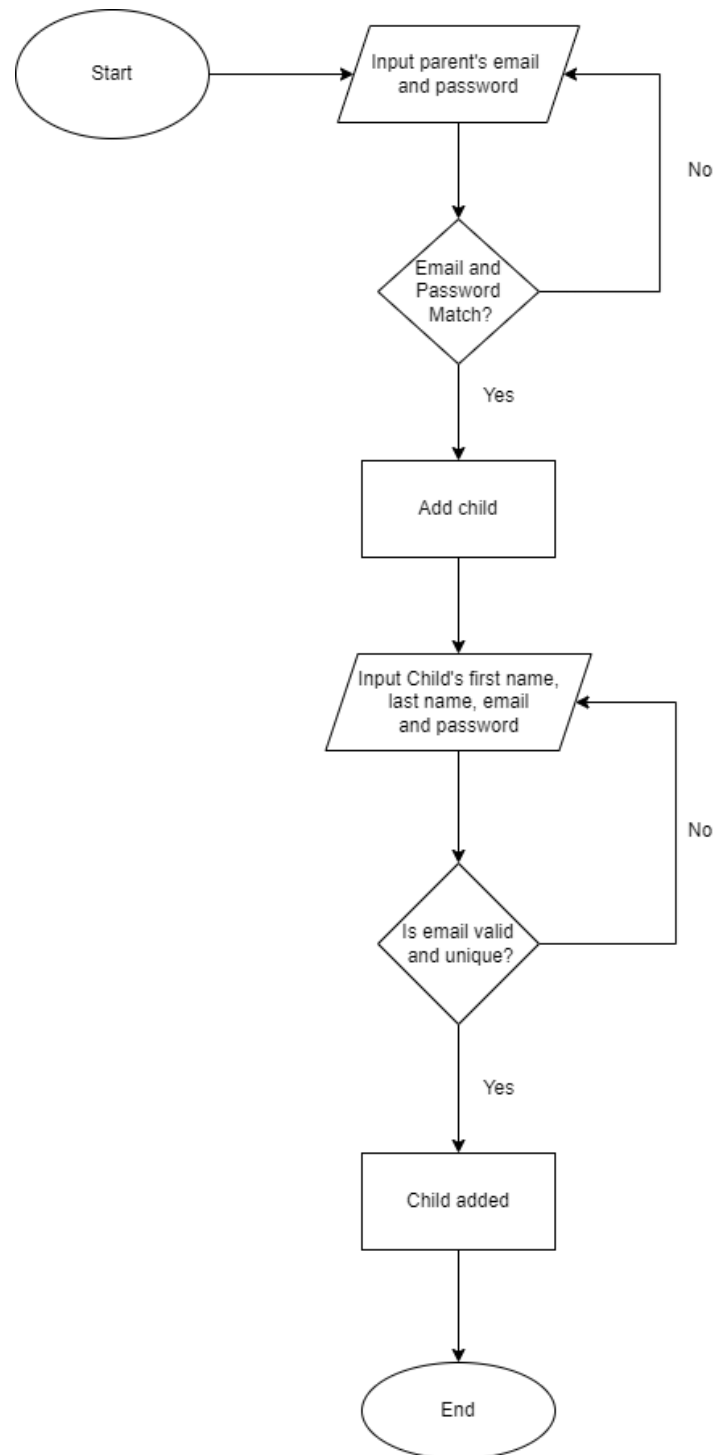 Start
Input parent's email
and password
No
Email and
Password
Match?
Yes
Add child
Input Child's first name,
last name, email
and password
No
Is email valid
and unique?
Yes
Child added
End